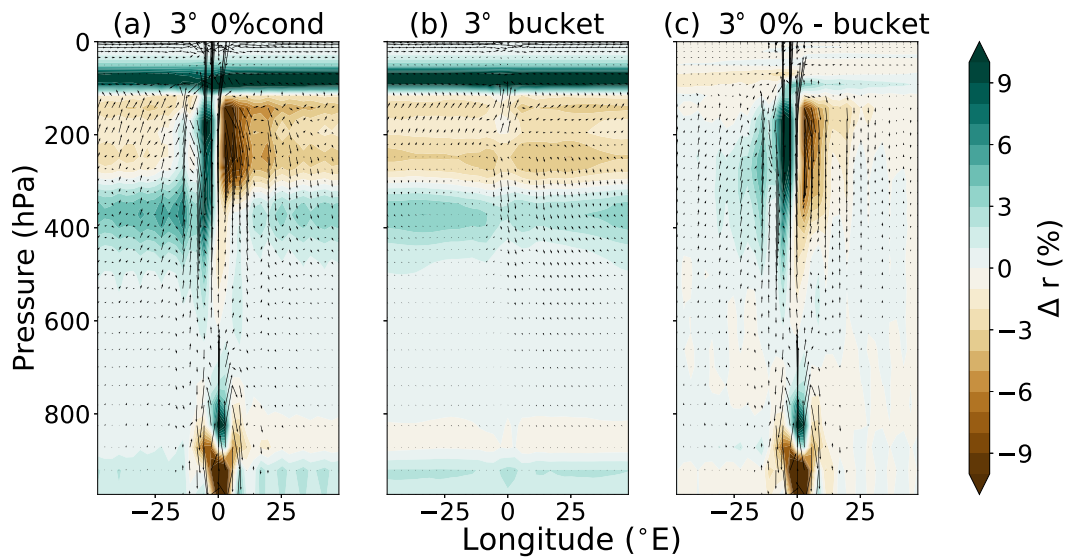 (a) 3° 0%cond
(b) 3° bucket
(c) 3° 0% - bucket
0
200
400
600
800
Pressure (hPa)
−25 0 25
−25 0 25
−25 0 25
Longitude (°E)
9
6
3
0
−3
−6
−9
Δ r (%)